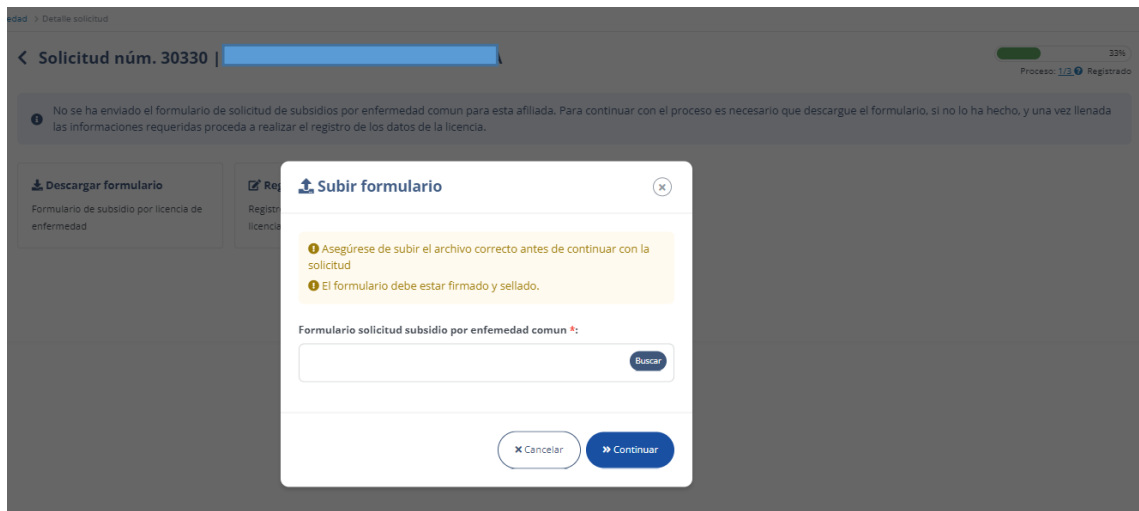 edad > Detalle solicitud
Solicitud núm. 30330 |
33%
Proceso: 1/3 Registrado
No se ha enviado el formulario de solicitud de subsidios por enfermedad comun para esta afiliada. Para continuar con el proceso es necesario que descargue el formulario, si no lo ha hecho, y una vez llenada
las informaciones requeridas proceda a realizar el registro de los datos de la licencia.
Descargar formulario
Formulario de subsidio por licencia de
enfermedad
Reg
Registr
licencia
Subir formulario
Asegúrese de subir el archivo correcto antes de continuar con la
solicitud
El formulario debe estar firmado y sellado.
Formulario solicitud subsidio por enfemedad comun *:
Buscar
Cancelar
Continuar